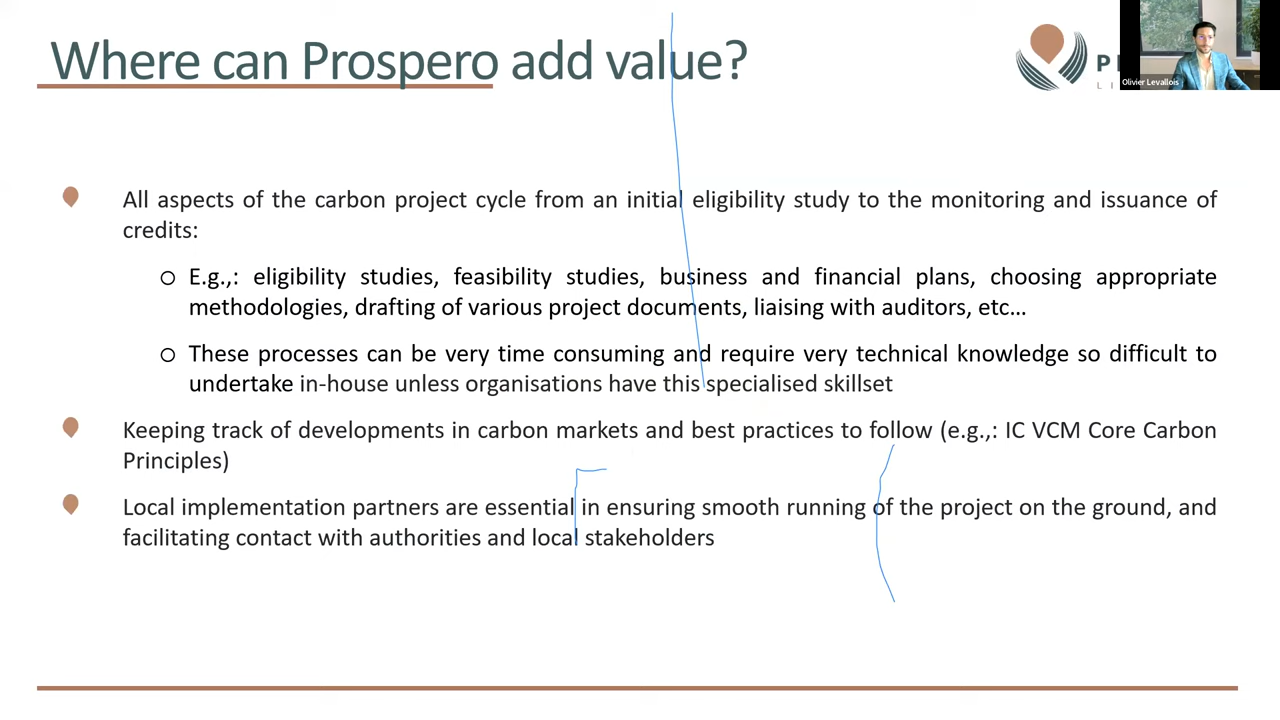 Where can Prospero add value?
Olivier Levallois
All aspects of the carbon project cycle from an initial eligibility study to the monitoring and issuance of
credits:
E.g.,: eligibility studies, feasibility studies, business and financial plans, choosing appropriate
methodologies, drafting of various project documents, liaising with auditors, etc…
These processes can be very time consuming and require very technical knowledge so difficult to
undertake in-house unless organisations have this specialised skillset
Keeping track of developments in carbon markets and best practices to follow (e.g.,: IC VCM Core Carbon
Principles)
Local implementation partners are essential in ensuring smooth running of the project on the ground, and
facilitating contact with authorities and local stakeholders